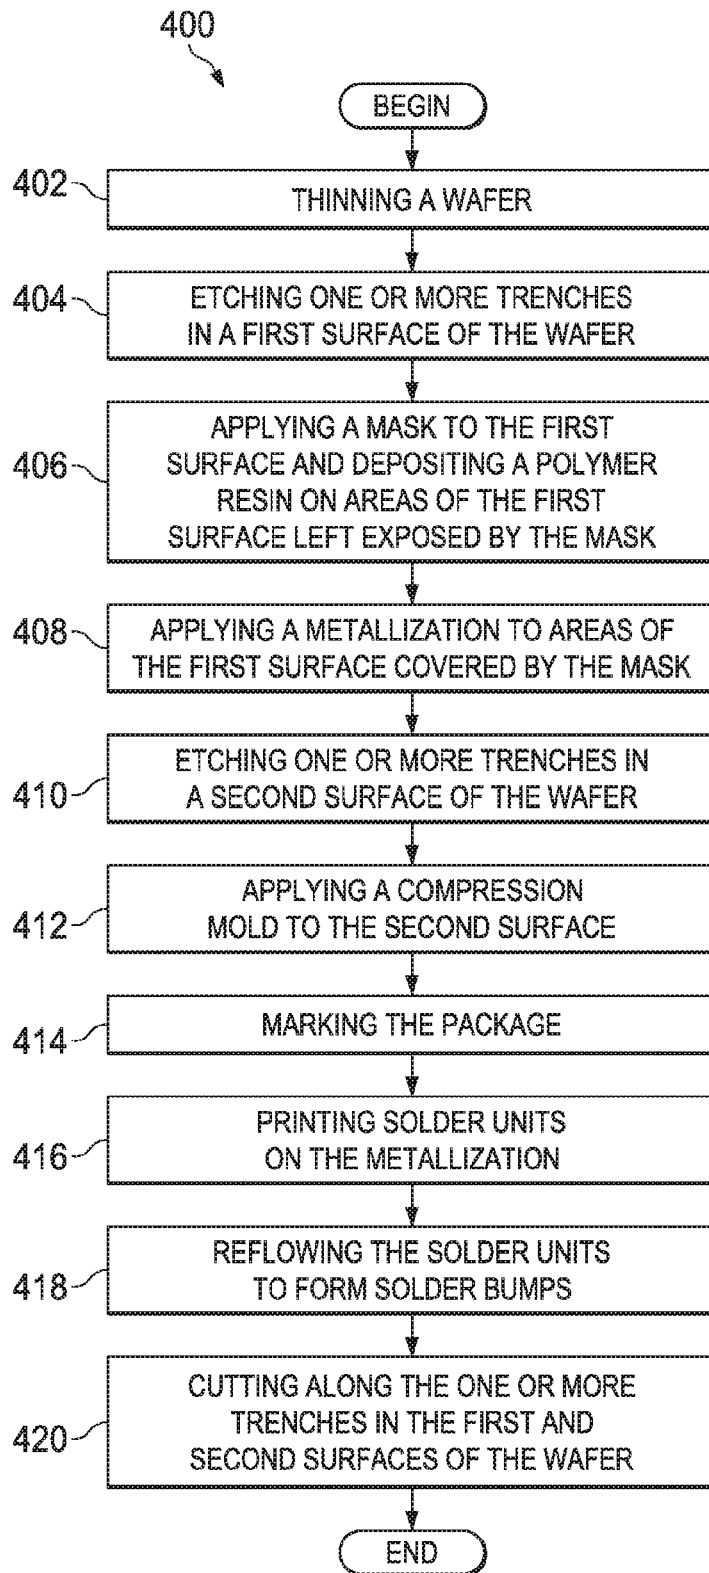 400
BEGIN
402
THINNING A WAFER
404
ETCHING ONE OR MORE TRENCHES
IN A FIRST SURFACE OF THE WAFER
406
APPLYING A MASK TO THE FIRST
SURFACE AND DEPOSITING A POLYMER
RESIN ON AREAS OF THE FIRST
SURFACE LEFT EXPOSED BY THE MASK
408
APPLYING A METALLIZATION TO AREAS OF
THE FIRST SURFACE COVERED BY THE MASK
410
ETCHING ONE OR MORE TRENCHES IN
A SECOND SURFACE OF THE WAFER
412
APPLYING A COMPRESSION
MOLD TO THE SECOND SURFACE
414
MARKING THE PACKAGE
416
PRINTING SOLDER UNITS
ON THE METALLIZATION
418
REFLOWING THE SOLDER UNITS
TO FORM SOLDER BUMPS
420
CUTTING ALONG THE ONE OR MORE
TRENCHES IN THE FIRST AND
SECOND SURFACES OF THE WAFER
END